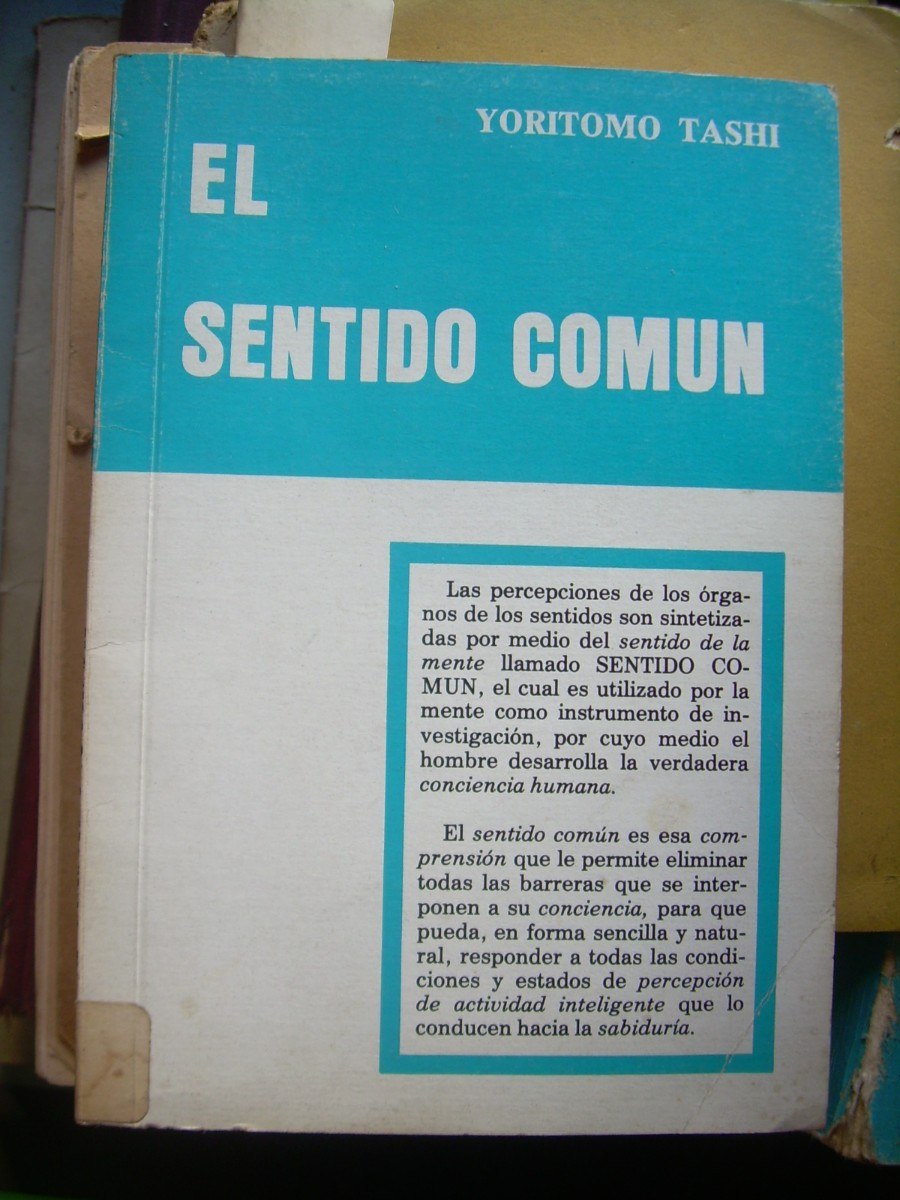 YORITOMO TASHI
EL
SENTIDO COMUN
Las percepciones de los órga-
nos de los sentidos son sintetiza-
das por medio del sentido de la
mente llamado SENTIDO CO-
MUN, el cual es utilizado por la
mente como instrumento de in-
vestigación, por cuyo medio el
hombre desarrolla la verdadera
conciencia humana.
El sentido común es esa com-
prensión que le permite eliminar
todas las barreras que se inter-
ponen a su conciencia, para que
pueda, en forma sencilla y natu-
ral, responder a todas las condi-
ciones y estados de percepción
de actividad inteligente que lo
conducen hacia la sabiduría.